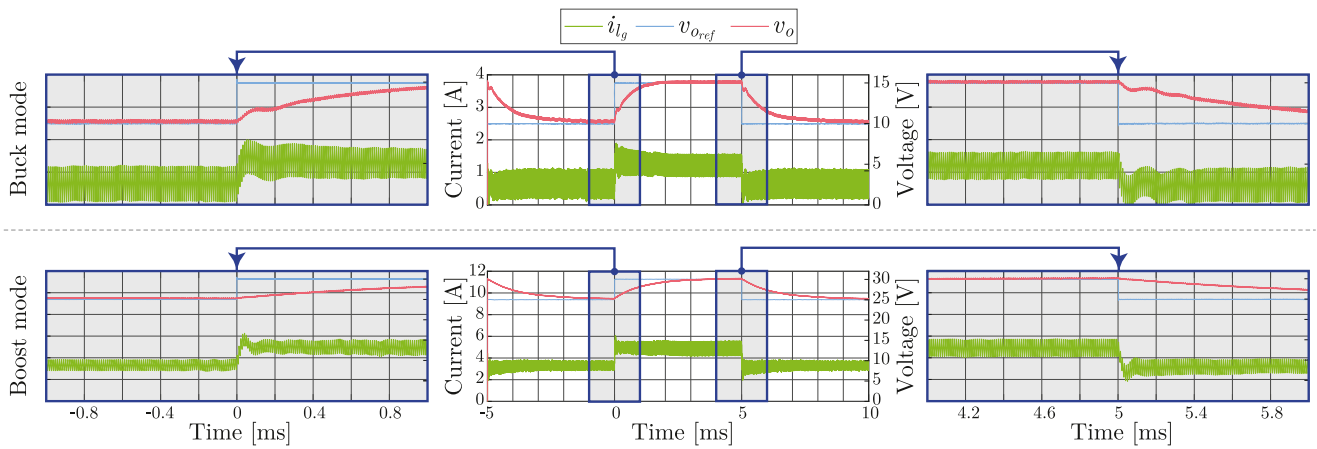 i_{l_g} v_{o_{ref}} v_o
Buck mode
Current [A]
4
3
2
1
0
Voltage [V]
15
10
5
0
Boost mode
Current [A]
12
10
8
6
4
2
0
Voltage [V]
30
25
20
15
10
5
0
-0.8 -0.4 0 0.4 0.8
Time [ms]
-5 0 5 10
Time [ms]
4.2 4.6 5 5.4 5.8
Time [ms]